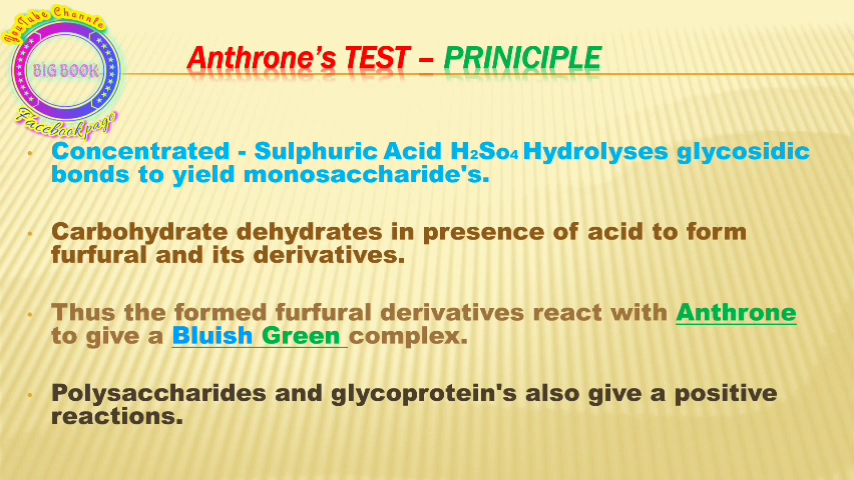 YouTube Channle
BIG BOOK
Facebookpage
Anthrone's TEST – PRINICIPLE
• Concentrated - Sulphuric Acid H₂So₄ Hydrolyses glycosidic
bonds to yield monosaccharide's.
• Carbohydrate dehydrates in presence of acid to form
furfural and its derivatives.
• Thus the formed furfural derivatives react with Anthrone
to give a Bluish Green complex.
• Polysaccharides and glycoprotein's also give a positive
reactions.